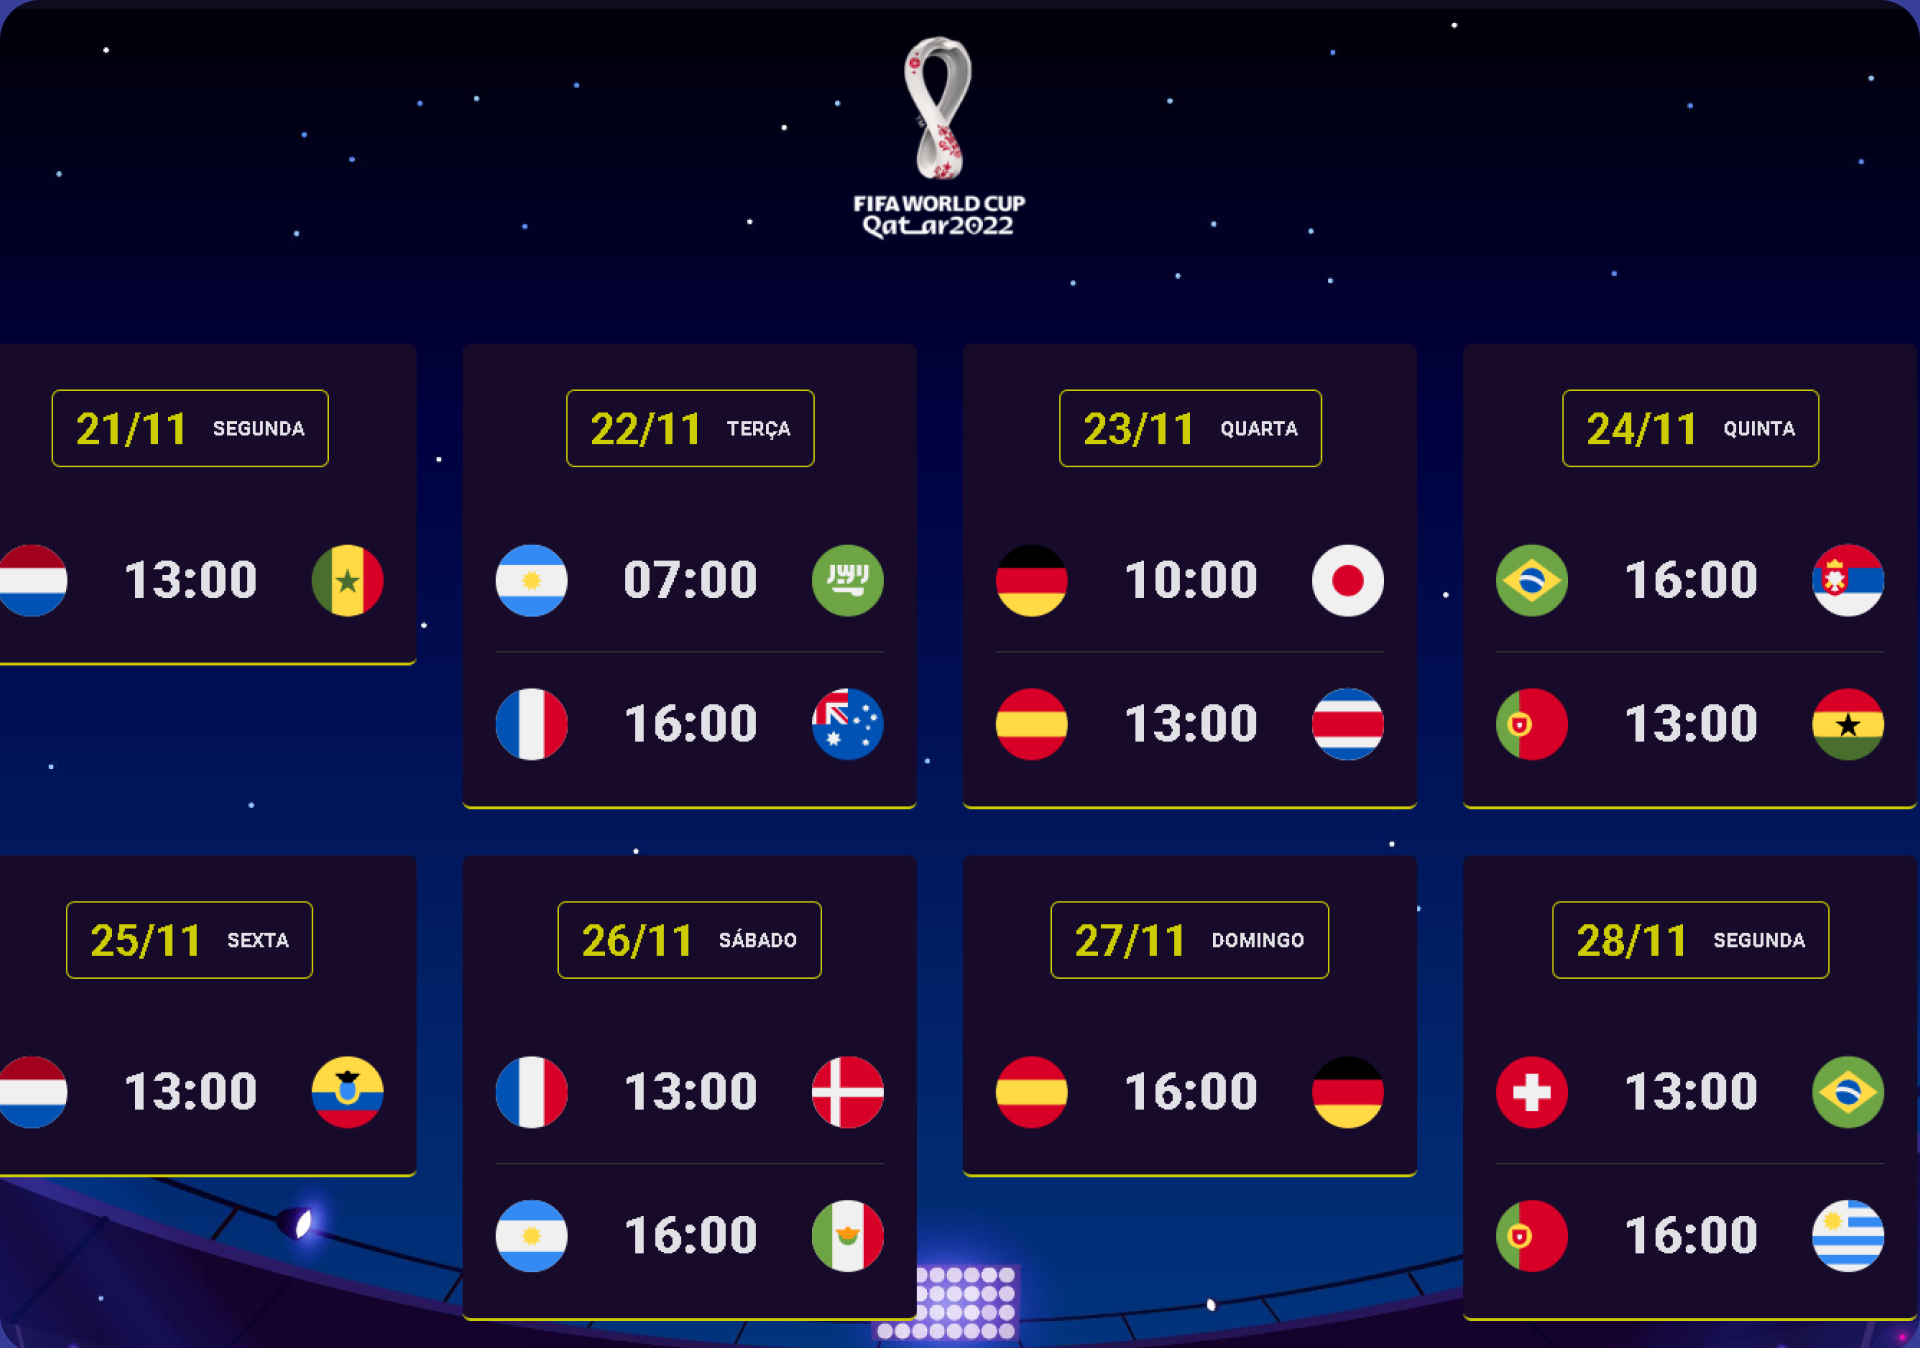 FIFA WORLD CUP
Qatar2022
21/11 SEGUNDA
13:00
22/11 TERÇA
07:00
16:00
23/11 QUARTA
10:00
13:00
24/11 QUINTA
16:00
13:00
25/11 SEXTA
13:00
26/11 SÁBADO
13:00
16:00
27/11 DOMINGO
16:00
28/11 SEGUNDA
13:00
16:00